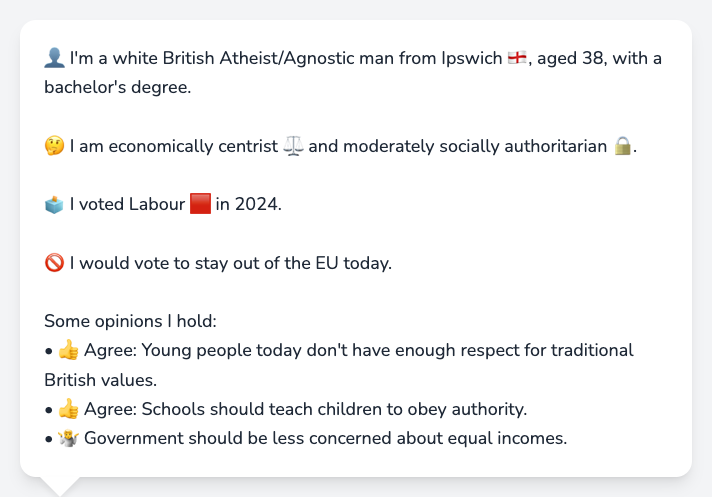 👤 I'm a white British Atheist/Agnostic man from Ipswich 🏴󠁧󠁢󠁥󠁮󠁧󠁿, aged 38, with a
bachelor's degree.
🤔 I am economically centrist ⚖️ and moderately socially authoritarian 🔒.
🗳️ I voted Labour 🟥 in 2024.
🚫 I would vote to stay out of the EU today.
Some opinions I hold:
• 👍 Agree: Young people today don't have enough respect for traditional
British values.
• 👍 Agree: Schools should teach children to obey authority.
• 🤷 Government should be less concerned about equal incomes.